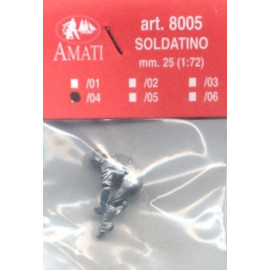 AMATI
art. 8005
SOLDATINO
mm. 25 (1:72)
/01 /02 /03
/04 /05 /06